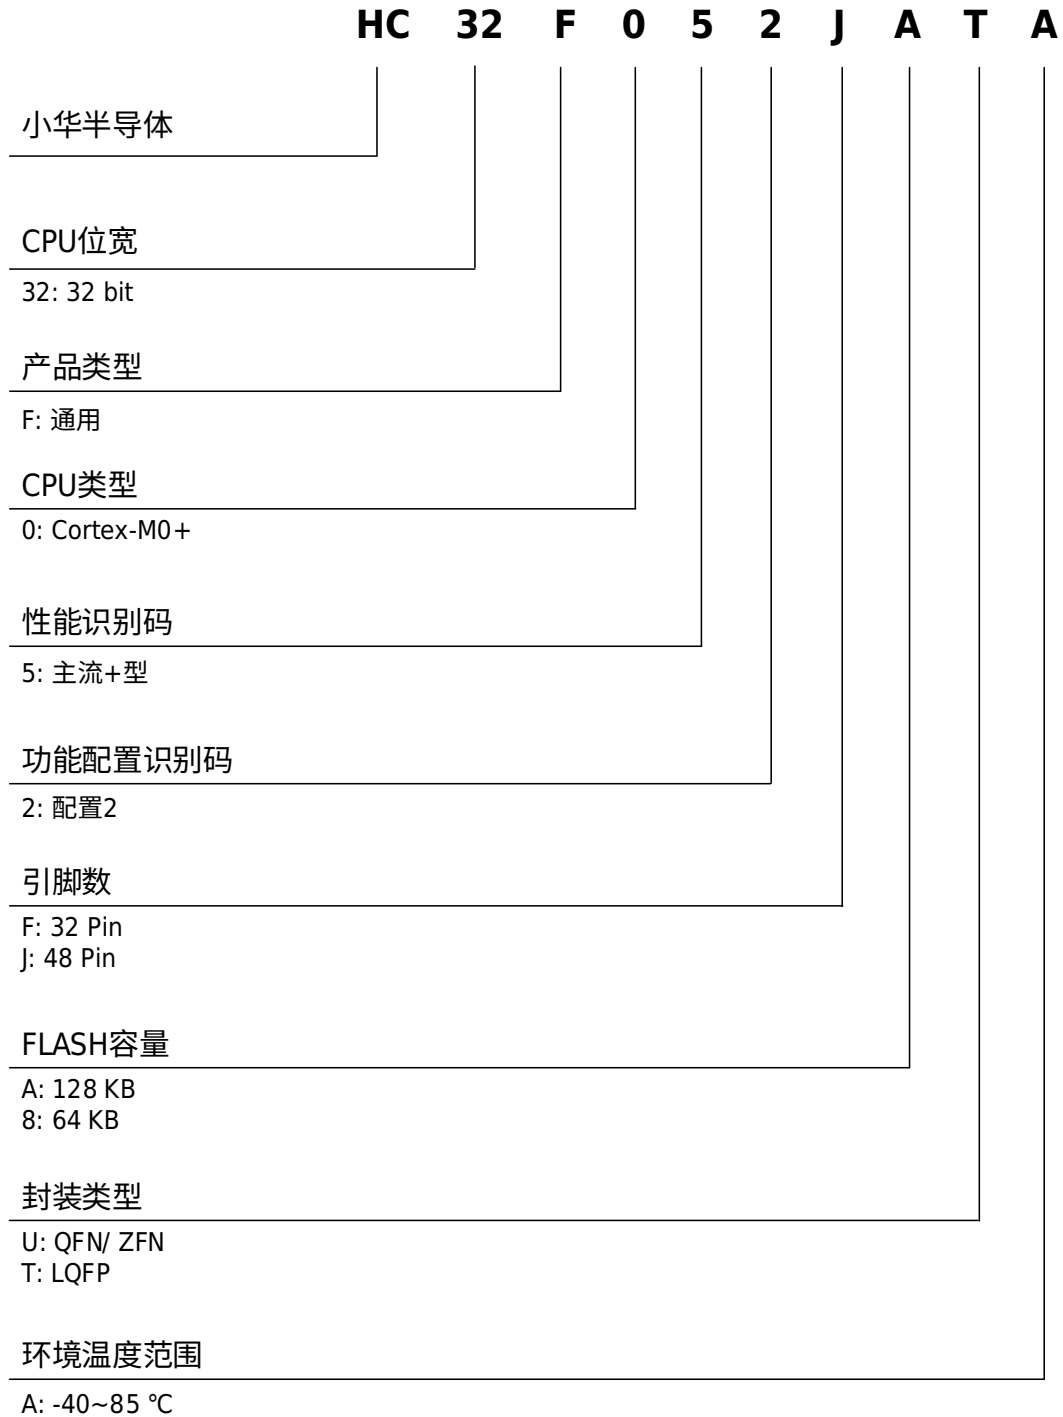 HC 32 F 0 5 2 J A T A
小华半导体
CPU位宽
32: 32 bit
产品类型
F: 通用
CPU类型
0: Cortex-M0+
性能识别码
5: 主流+型
功能配置识别码
2: 配置2
引脚数
F: 32 Pin
J: 48 Pin
FLASH容量
A: 128 KB
8: 64 KB
封装类型
U: QFN/ ZFN
T: LQFP
环境温度范围
A: -40~85 ℃